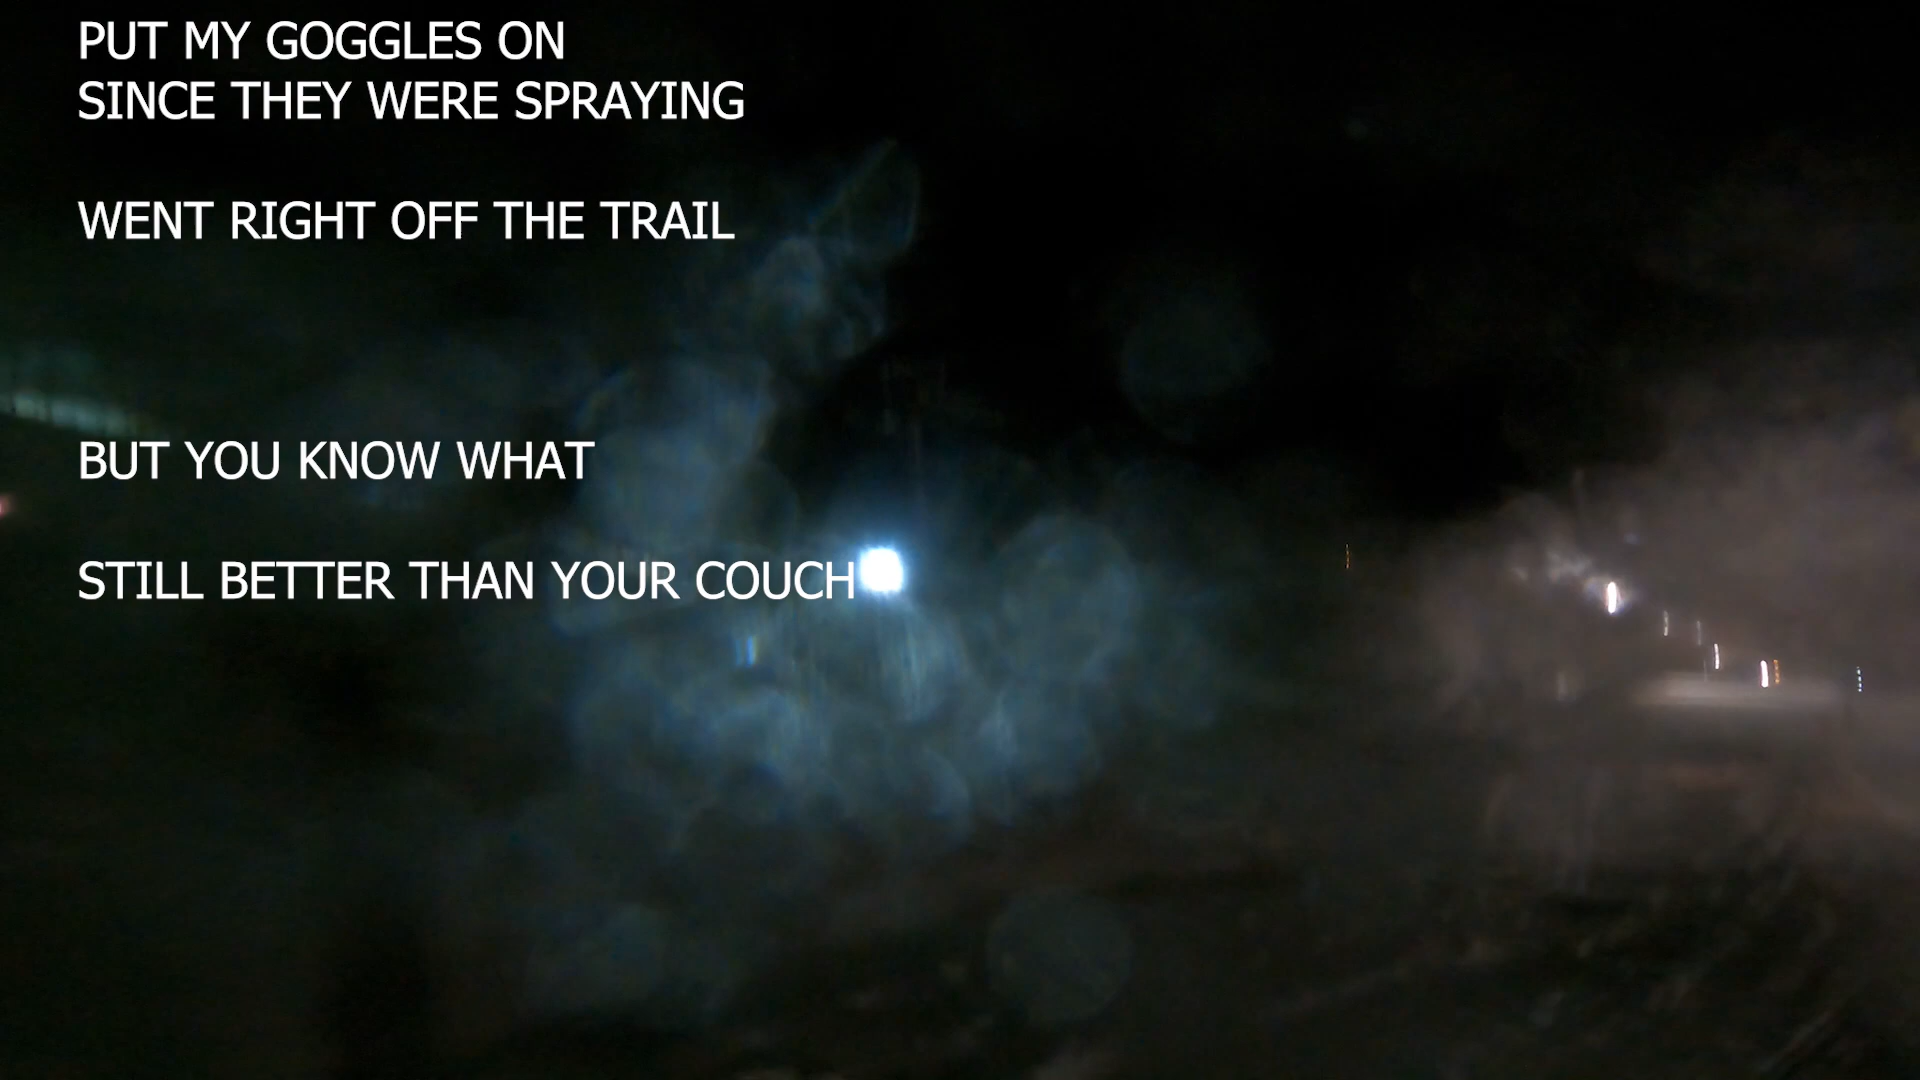 PUT MY GOGGLES ON
SINCE THEY WERE SPRAYING
WENT RIGHT OFF THE TRAIL
BUT YOU KNOW WHAT
STILL BETTER THAN YOUR COUCH